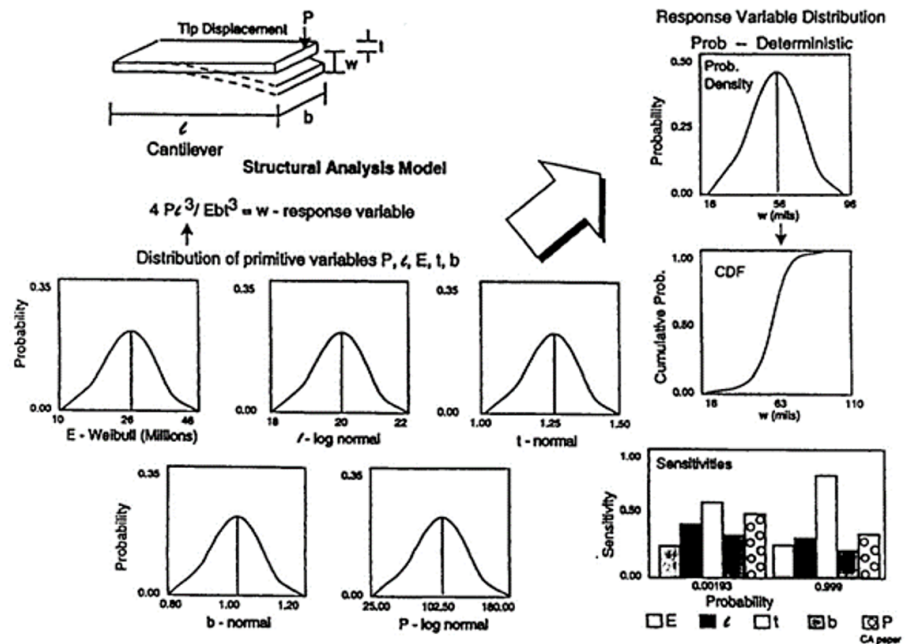 P
Tip Displacement
t
w
b
ℓ
Cantilever
Structural Analysis Model
4 Pℓ³/ Ebt³ = w - response variable
Distribution of primitive variables P, ℓ, E, t, b
0.35
Probability
0.00
10 26 46
E - Weibull (Millions)
0.35
0.00
18 20 22
ℓ - log normal
0.35
0.00
1.00 1.25 1.50
t - normal
0.35
Probability
0.00
0.80 1.00 1.20
b - normal
0.35
0.00
25.00 102.50 180.00
P - log normal
Response Variable Distribution
Prob – Deterministic
0.50
Prob.
Density
Probability
0.25
0.00
16 56 96
w (mils)
1.00
CDF
Cumulative Prob.
0.50
0.00
16 63 110
w (mils)
1.00
Sensitivities
Sensitivity
0.50
0.00
0.00193 0.999
Probability
E ℓ t b P
CA paper